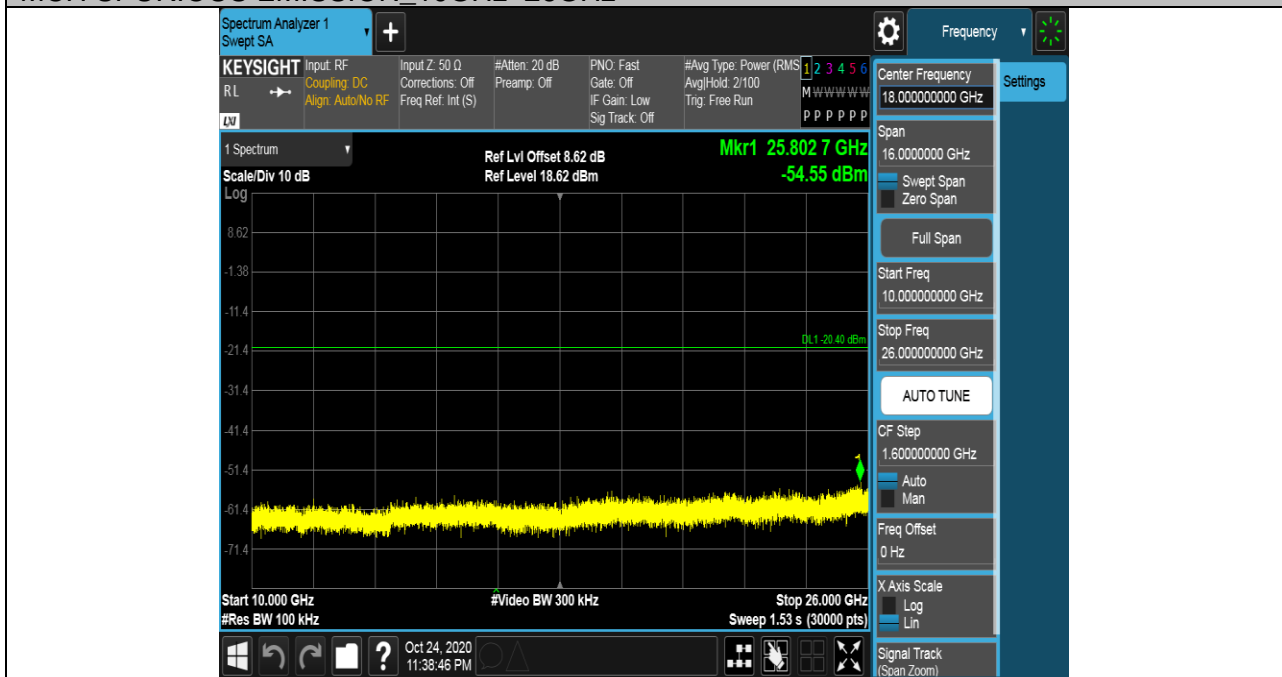 Spectrum Analyzer 1
Swept SA
+
Frequency
KEYSIGHT
RL
LXI
Input: RF
Coupling: DC
Align: Auto/No RF
Input Z: 50 Ω
Corrections: Off
Freq Ref: Int (S)
#Atten: 20 dB
Preamp: Off
PNO: Fast
Gate: Off
IF Gain: Low
Sig Track: Off
#Avg Type: Power (RMS
Avg|Hold: 2/100
Trig: Free Run
1 2 3 4 5 6
M W W W W W
P P P P P P
Center Frequency
18.000000000 GHz
Settings
1 Spectrum
Scale/Div 10 dB
Log
Ref Lvl Offset 8.62 dB
Ref Level 18.62 dBm
Mkr1 25.802 7 GHz
-54.55 dBm
8.62
-1.38
-11.4
-21.4
-31.4
-41.4
-51.4
-61.4
-71.4
DL1 -20.40 dBm
1
Start 10.000 GHz
#Res BW 100 kHz
#Video BW 300 kHz
Stop 26.000 GHz
Sweep 1.53 s (30000 pts)
Span
16.0000000 GHz
Swept Span
Zero Span
Full Span
Start Freq
10.000000000 GHz
Stop Freq
26.000000000 GHz
AUTO TUNE
CF Step
1.600000000 GHz
Auto
Man
Freq Offset
0 Hz
X Axis Scale
Log
Lin
Signal Track
(Span Zoom)
?
Oct 24, 2020
11:38:46 PM